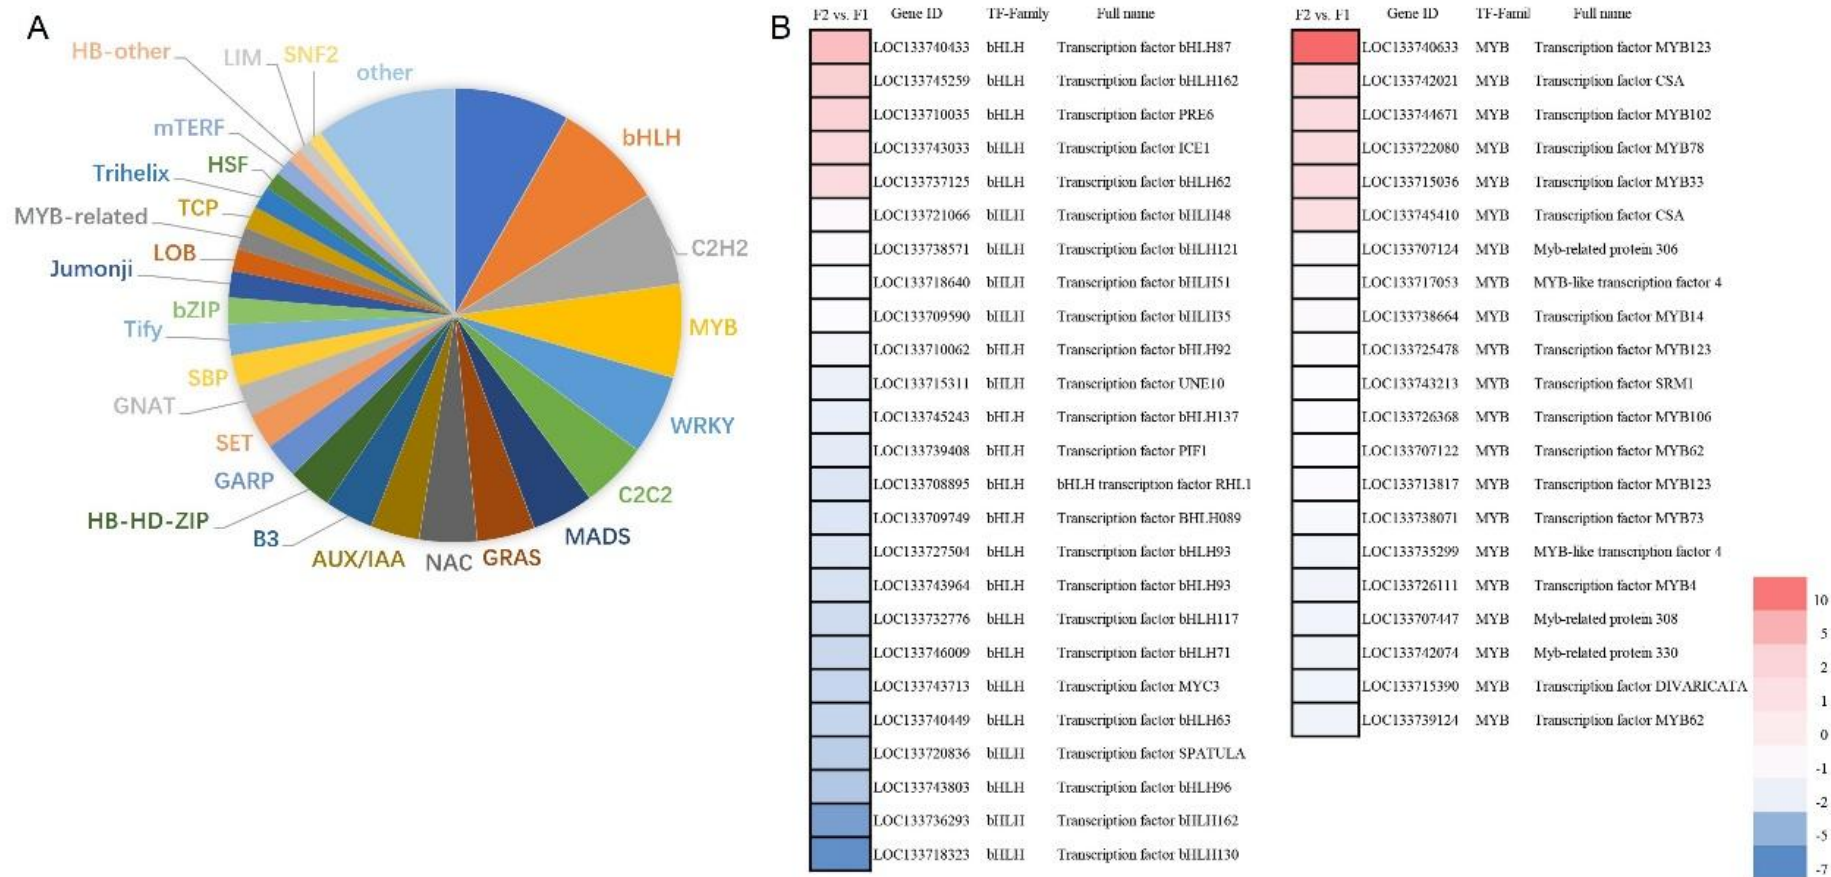 A
HB-other
LIM
SNF2
other
mTERF
bHLH
HSF
Trihelix
TCP
MYB-related
C2H2
LOB
Jumonji
bZIP
Tify
MYB
SBP
GNAT
WRKY
SET
GARP
C2C2
HB-HD-ZIP
B3
MADS
AUX/IAA
NAC
GRAS
B
F2 vs. F1 Gene ID TF-Family Full name
LOC133740433 bHLH Transcription factor bHLH87
LOC133745259 bHLH Transcription factor bHLH162
LOC133710035 bHLH Transcription factor PRE6
LOC133743033 bHLH Transcription factor ICE1
LOC133737125 bHLH Transcription factor bHLH62
LOC133721066 bHLH Transcription factor bHLH48
LOC133738571 bHLH Transcription factor bHLH121
LOC133718640 bHLH Transcription factor bHLH51
LOC133709590 bHLH Transcription factor bHLH35
LOC133710062 bHLH Transcription factor bHLH92
LOC133715311 bHLH Transcription factor UNE10
LOC133745243 bHLH Transcription factor bHLH137
LOC133739408 bHLH Transcription factor PIF1
LOC133708895 bHLH bHLH transcription factor RHL1
LOC133709749 bHLH Transcription factor BHLH089
LOC133727504 bHLH Transcription factor bHLH93
LOC133743964 bHLH Transcription factor bHLH93
LOC133732776 bHLH Transcription factor bHLH117
LOC133746009 bHLH Transcription factor bHLH71
LOC133743713 bHLH Transcription factor MYC3
LOC133740449 bHLH Transcription factor bHLH63
LOC133720836 bHLH Transcription factor SPATULA
LOC133743803 bHLH Transcription factor bHLH96
LOC133736293 bHLH Transcription factor bHLH162
LOC133718323 bHLH Transcription factor bHLH130
F2 vs. F1 Gene ID TF-Famil Full name
LOC133740633 MYB Transcription factor MYB123
LOC133742021 MYB Transcription factor CSA
LOC133744671 MYB Transcription factor MYB102
LOC133722080 MYB Transcription factor MYB78
LOC133715036 MYB Transcription factor MYB33
LOC133745410 MYB Transcription factor CSA
LOC133707124 MYB Myb-related protein 306
LOC133717053 MYB MYB-like transcription factor 4
LOC133738664 MYB Transcription factor MYB14
LOC133725478 MYB Transcription factor MYB123
LOC133743213 MYB Transcription factor SRM1
LOC133726368 MYB Transcription factor MYB106
LOC133707122 MYB Transcription factor MYB62
LOC133713817 MYB Transcription factor MYB123
LOC133738071 MYB Transcription factor MYB73
LOC133735299 MYB MYB-like transcription factor 4
LOC133726111 MYB Transcription factor MYB4
LOC133707447 MYB Myb-related protein 308
LOC133742074 MYB Myb-related protein 330
LOC133715390 MYB Transcription factor DIVARICATA
LOC133739124 MYB Transcription factor MYB62
10
5
2
1
0
-1
-2
-5
-7